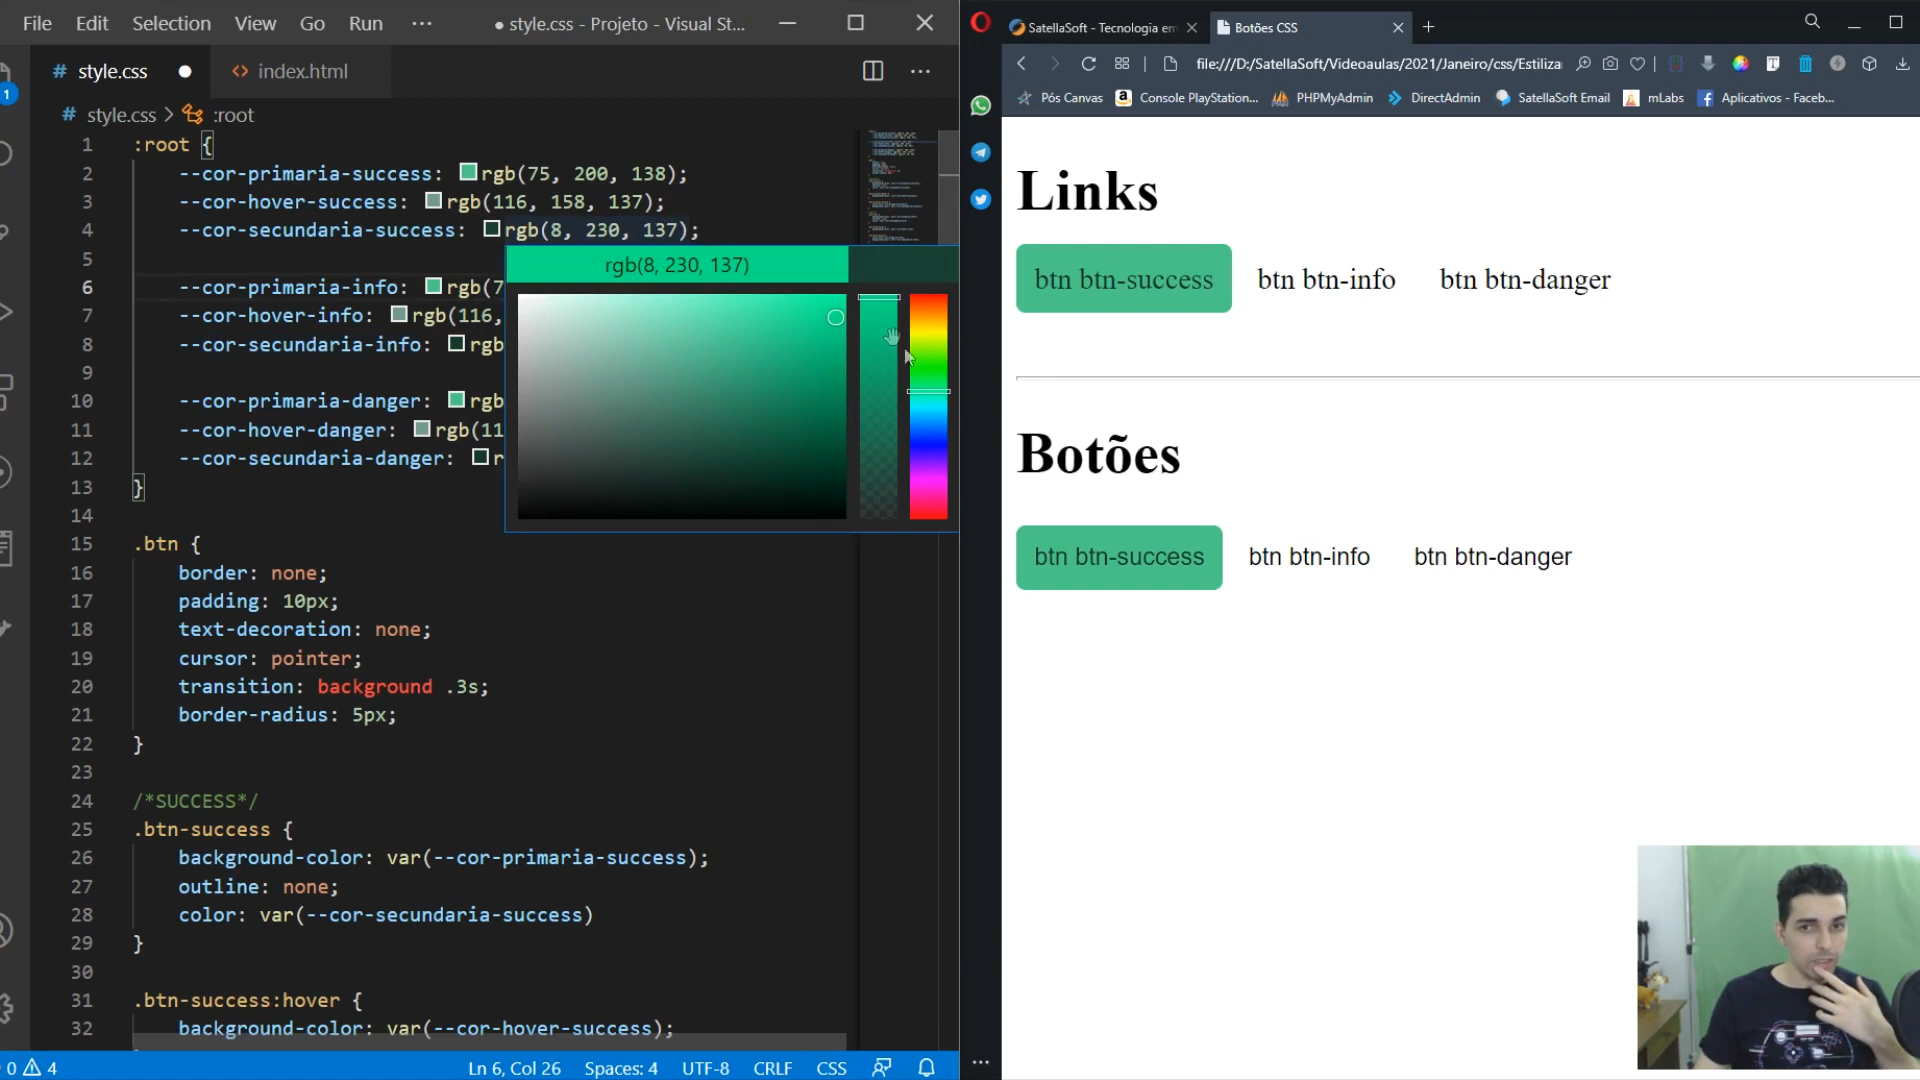 File Edit Selection View Go Run ··· ● style.css - Projeto - Visual St...
# style.css ● <> index.html
# style.css > :root
1 :root {
2 --cor-primaria-success: rgb(75, 200, 138);
3 --cor-hover-success: rgb(116, 158, 137);
4 --cor-secundaria-success: rgb(8, 230, 137);
5
rgb(8, 230, 137)
6 --cor-primaria-info: rgb(7
7 --cor-hover-info: rgb(116,
8 --cor-secundaria-info: rgb
9
10 --cor-primaria-danger: rgb
11 --cor-hover-danger: rgb(11
12 --cor-secundaria-danger: r
13 }
14
15 .btn {
16 border: none;
17 padding: 10px;
18 text-decoration: none;
19 cursor: pointer;
20 transition: background .3s;
21 border-radius: 5px;
22 }
23
24 /*SUCCESS*/
25 .btn-success {
26 background-color: var(--cor-primaria-success);
27 outline: none;
28 color: var(--cor-secundaria-success)
29 }
30
31 .btn-success:hover {
32 background-color: var(--cor-hover-success);
1
0 4 Ln 6, Col 26 Spaces: 4 UTF-8 CRLF CSS
SatellaSoft - Tecnologia em Botões CSS
file:///D:/SatellaSoft/Videoaulas/2021/Janeiro/css/Estiliza
Pós Canvas Console PlayStation... PHPMyAdmin DirectAdmin SatellaSoft Email mLabs Aplicativos - Faceb...
Links
btn btn-success btn btn-info btn btn-danger
Botões
btn btn-success btn btn-info btn btn-danger